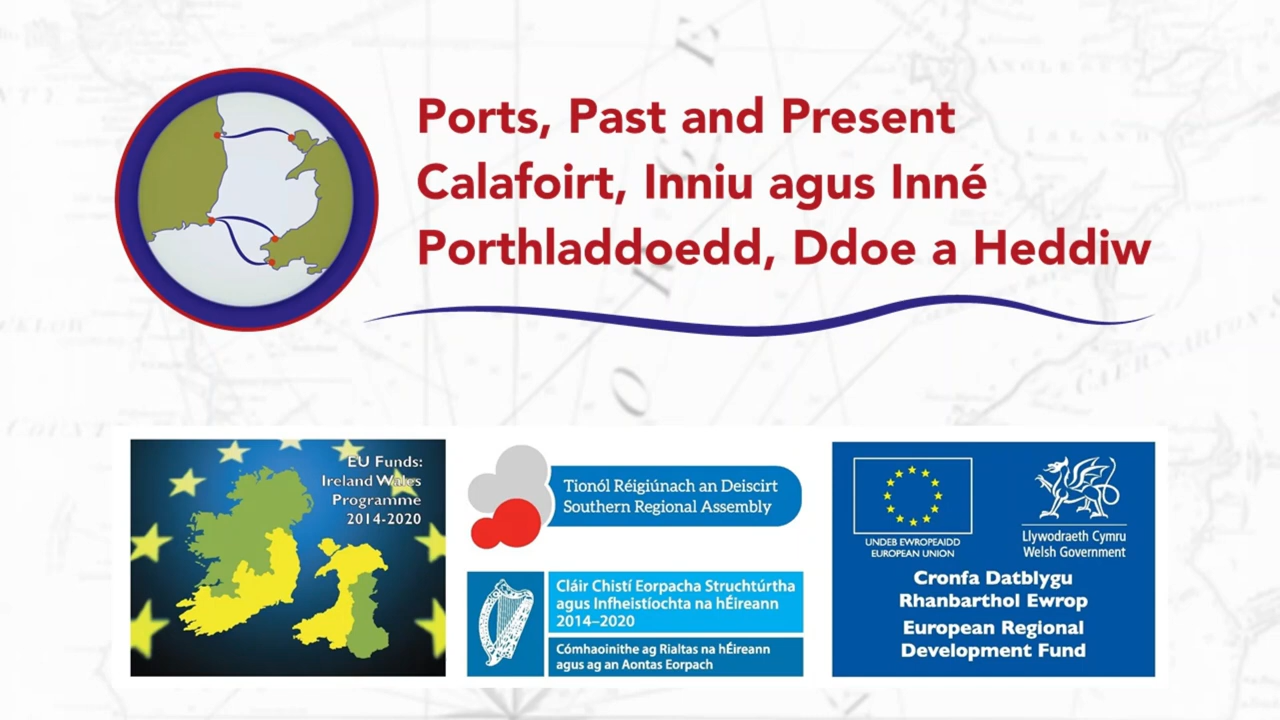 Ports, Past and Present
Calafoirt, Inniu agus Inné
Porthladdoedd, Ddoe a Heddiw
EU Funds:
Ireland Wales
Programme
2014-2020
Tionól Réigiúnach an Deiscirt
Southern Regional Assembly
Cláir Chistí Eorpacha Struchtúrtha
agus Infheistíochta na hÉireann
2014–2020
Cómhaoinithe ag Rialtas na hÉireann
agus ag an Aontas Eorpach
UNDEB EWROPEAIDD
EUROPEAN UNION
Llywodraeth Cymru
Welsh Government
Cronfa Datblygu
Rhanbarthol Ewrop
European Regional
Development Fund